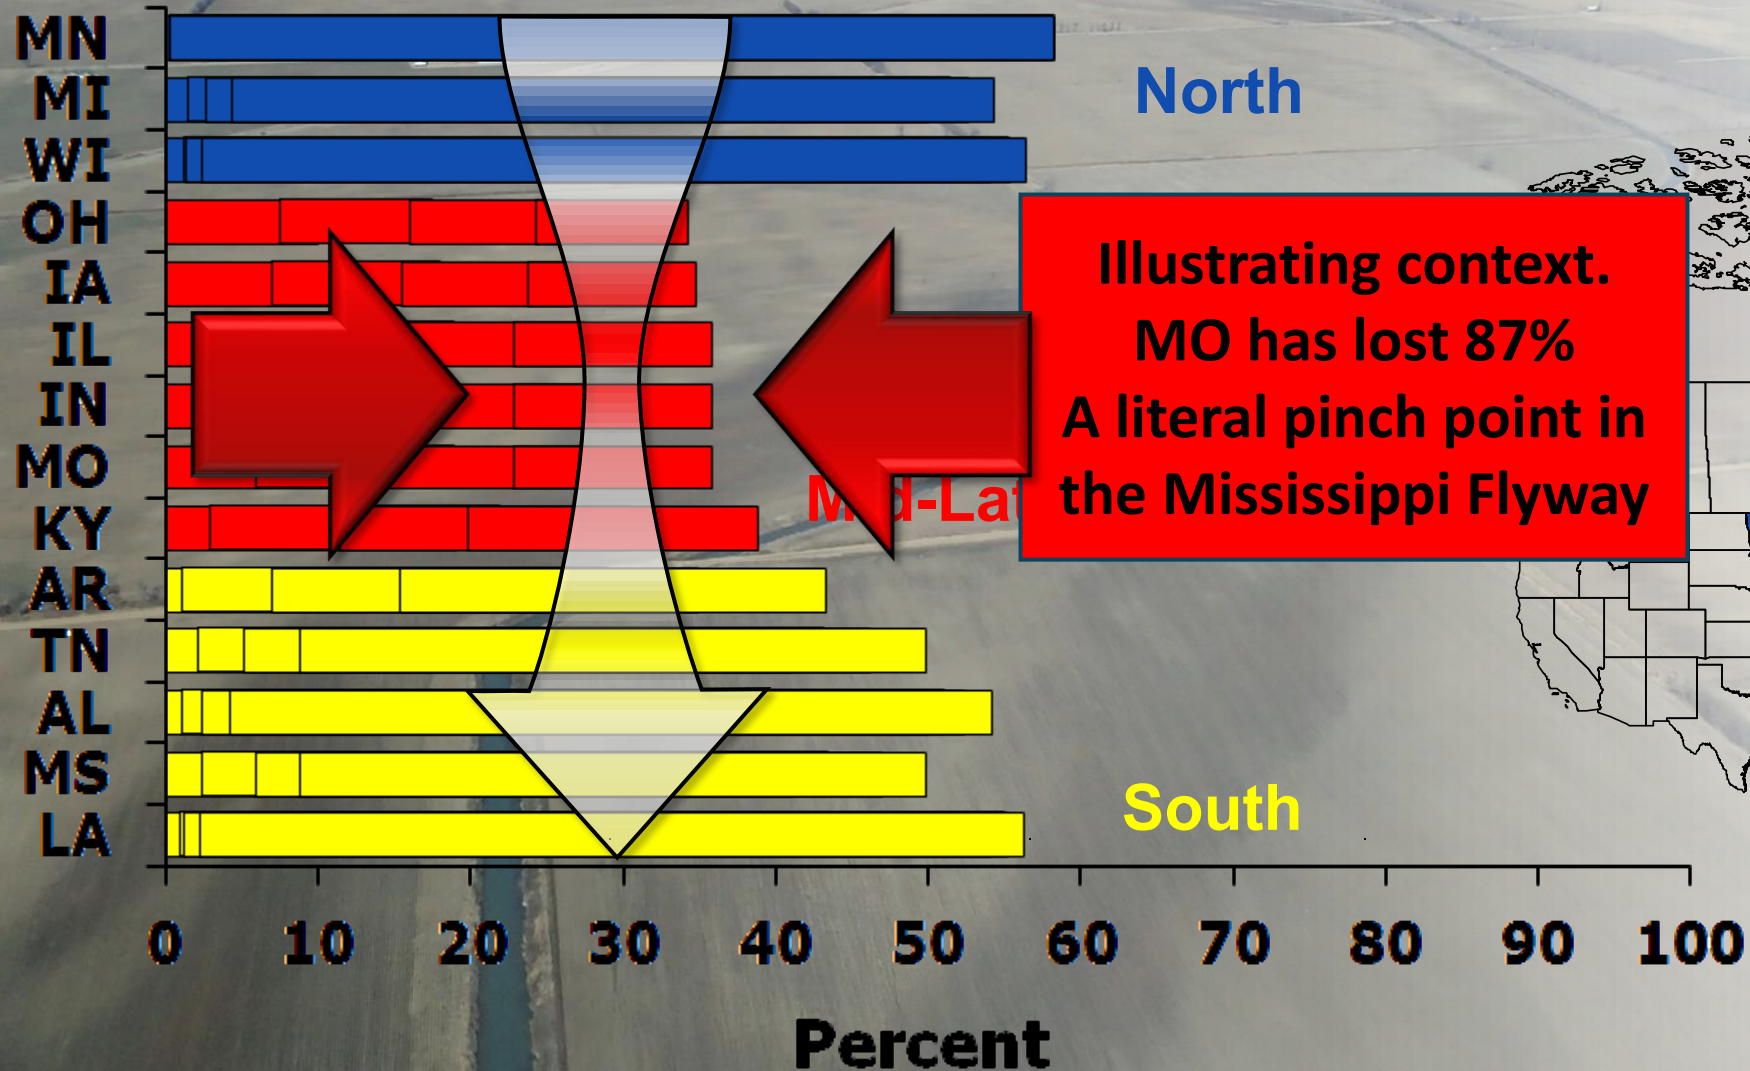 MN
MI
WI
OH
IA
IL
IN
MO
KY
AR
TN
AL
MS
LA
North
Illustrating context.
MO has lost 87%
A literal pinch point in
the Mississippi Flyway
South
0 10 20 30 40 50 60 70 80 90 100
Percent